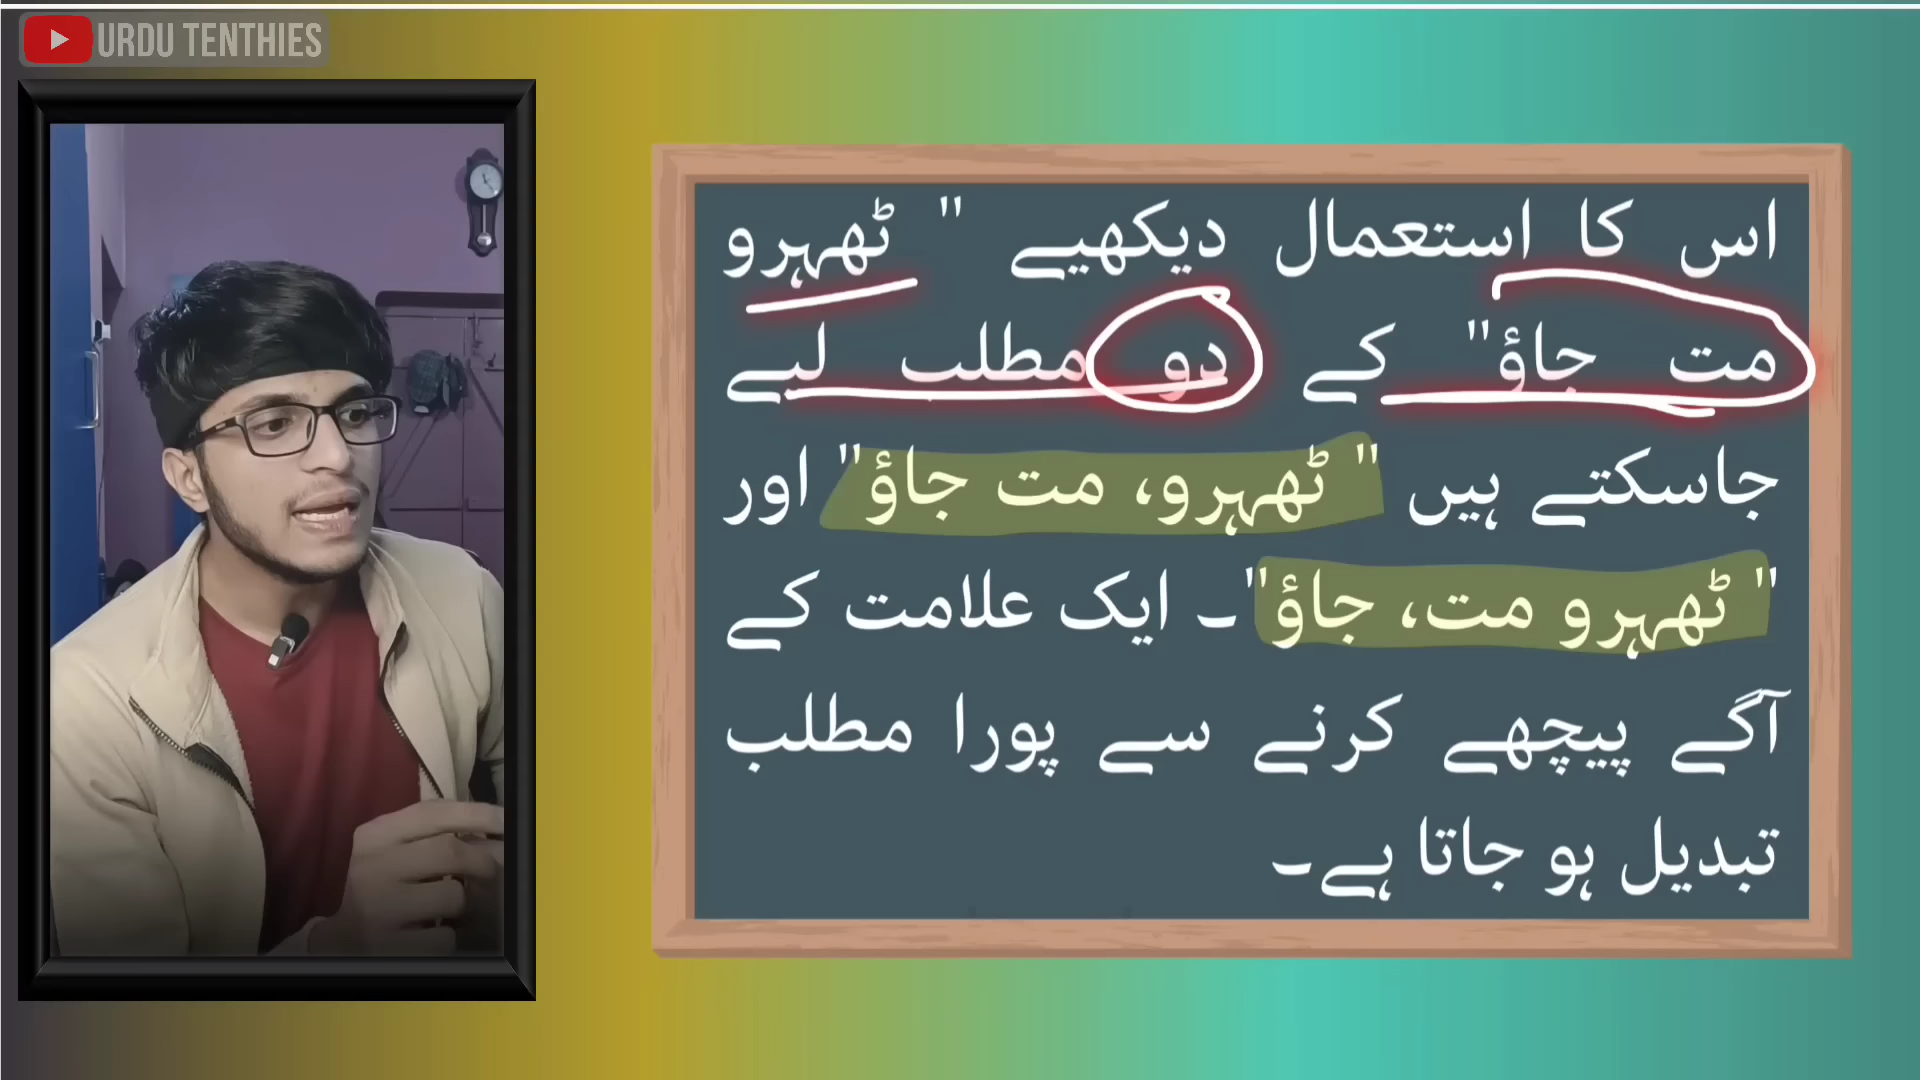 URDU TENTHIES
اس کا استعمال دیکھیے " ٹھہرو
مت جاؤ" کے دو مطلب لیے
جاسکتے ہیں " ٹھہرو، مت جاؤ" اور
" ٹھہرو مت، جاؤ"۔ ایک علامت کے
آگے پیچھے کرنے سے پورا مطلب
تبدیل ہو جاتا ہے۔